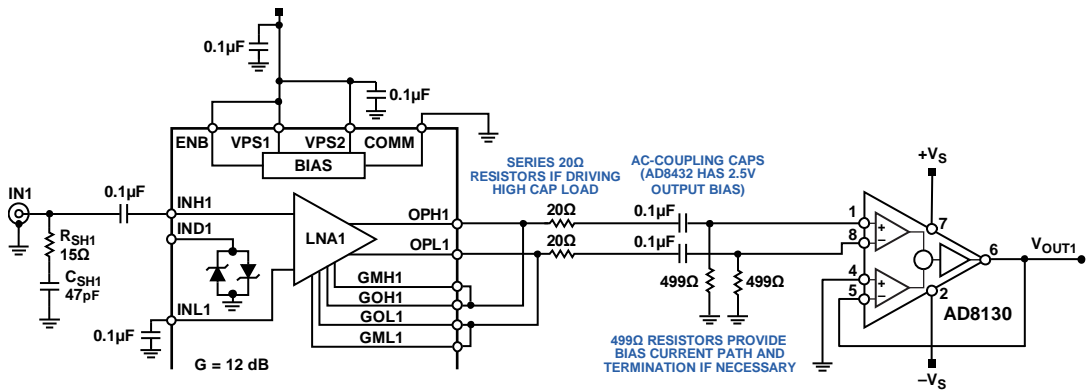 0.1µF
0.1µF
ENB
VPS1
VPS2
COMM
BIAS
SERIES 20Ω
RESISTORS IF DRIVING
HIGH CAP LOAD
AC-COUPLING CAPS
(AD8432 HAS 2.5V
OUTPUT BIAS)
+VS
IN1
0.1µF
INH1
IND1
RSH1
15Ω
CSH1
47pF
LNA1
OPH1
OPL1
GMH1
GOH1
GOL1
GML1
INL1
0.1µF
G = 12 dB
20Ω
0.1µF
20Ω
0.1µF
499Ω
499Ω
499Ω RESISTORS PROVIDE
BIAS CURRENT PATH AND
TERMINATION IF NECESSARY
1
8
4
5
7
6
2
+
–
+
–
VOUT1
AD8130
–VS